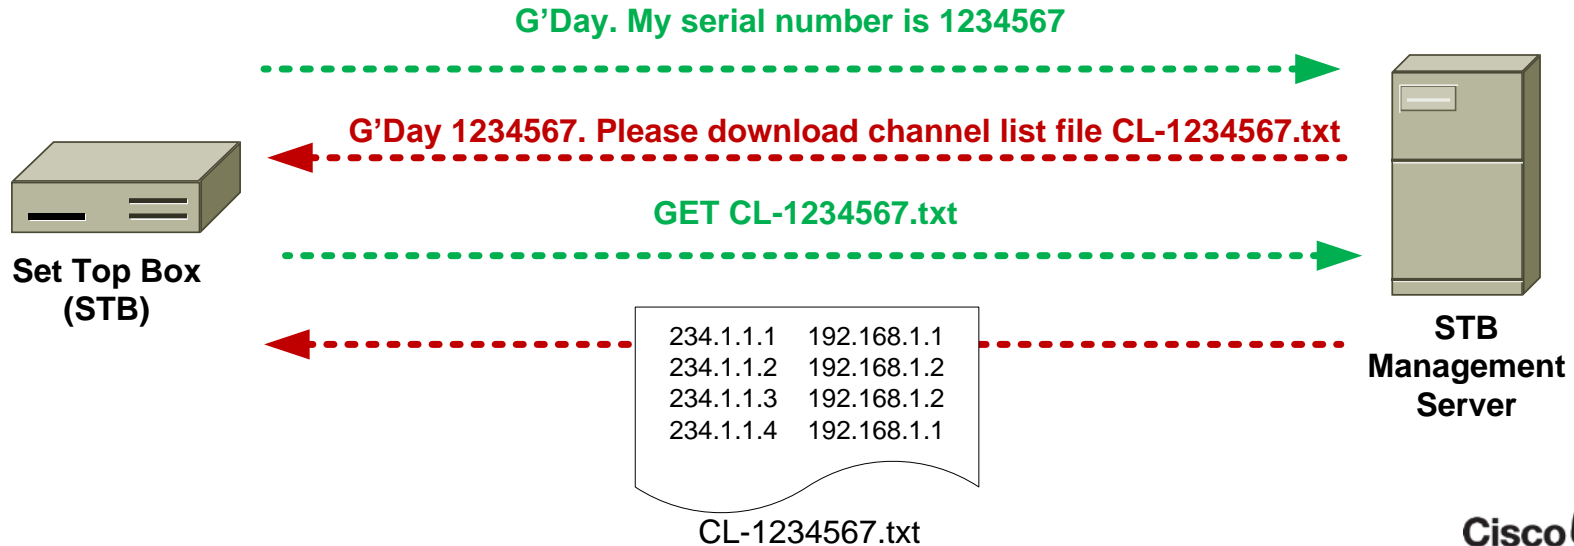 G’Day. My serial number is 1234567
G’Day 1234567. Please download channel list file CL-1234567.txt
GET CL-1234567.txt
Set Top Box
(STB)
234.1.1.1 192.168.1.1
234.1.1.2 192.168.1.2
234.1.1.3 192.168.1.2
234.1.1.4 192.168.1.1
STB
Management
Server
CL-1234567.txt
Cisco